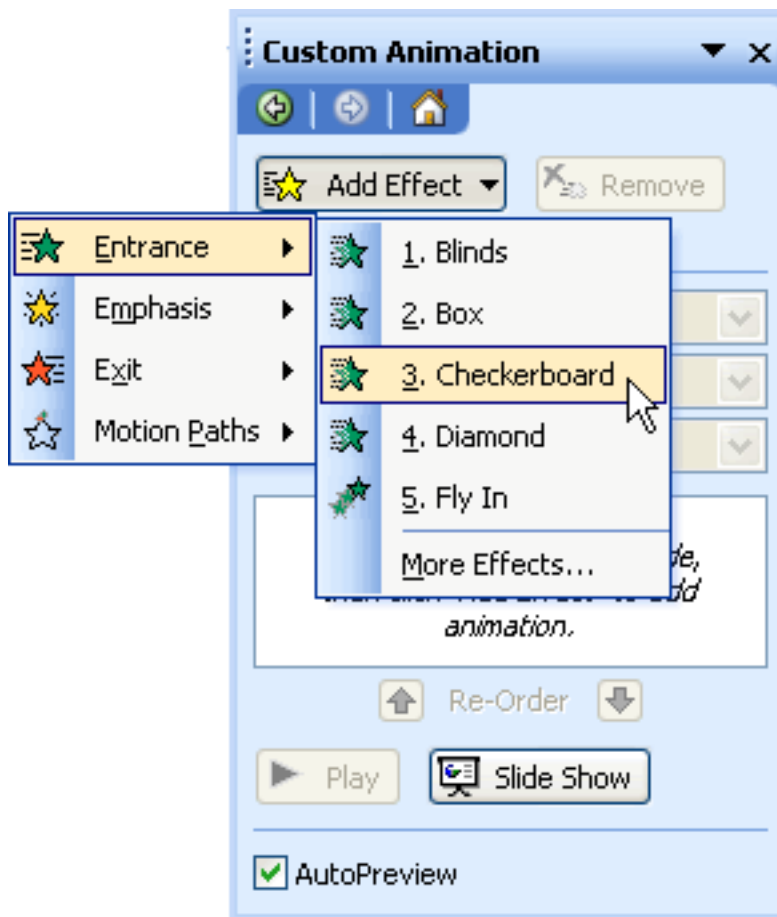 Custom Animation
Add Effect
Remove
Entrance
Emphasis
Exit
Motion Paths
1. Blinds
2. Box
3. Checkerboard
4. Diamond
5. Fly In
More Effects...
animation.
Re-Order
Play
Slide Show
AutoPreview